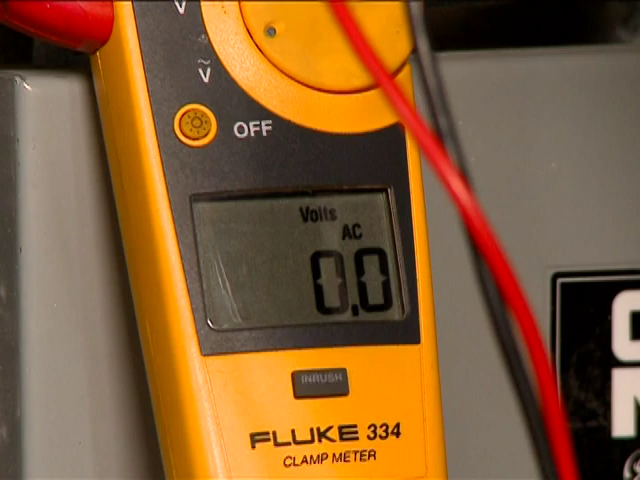 V
Ṽ
OFF
Volts
AC
0.0
INRUSH
FLUKE 334
CLAMP METER